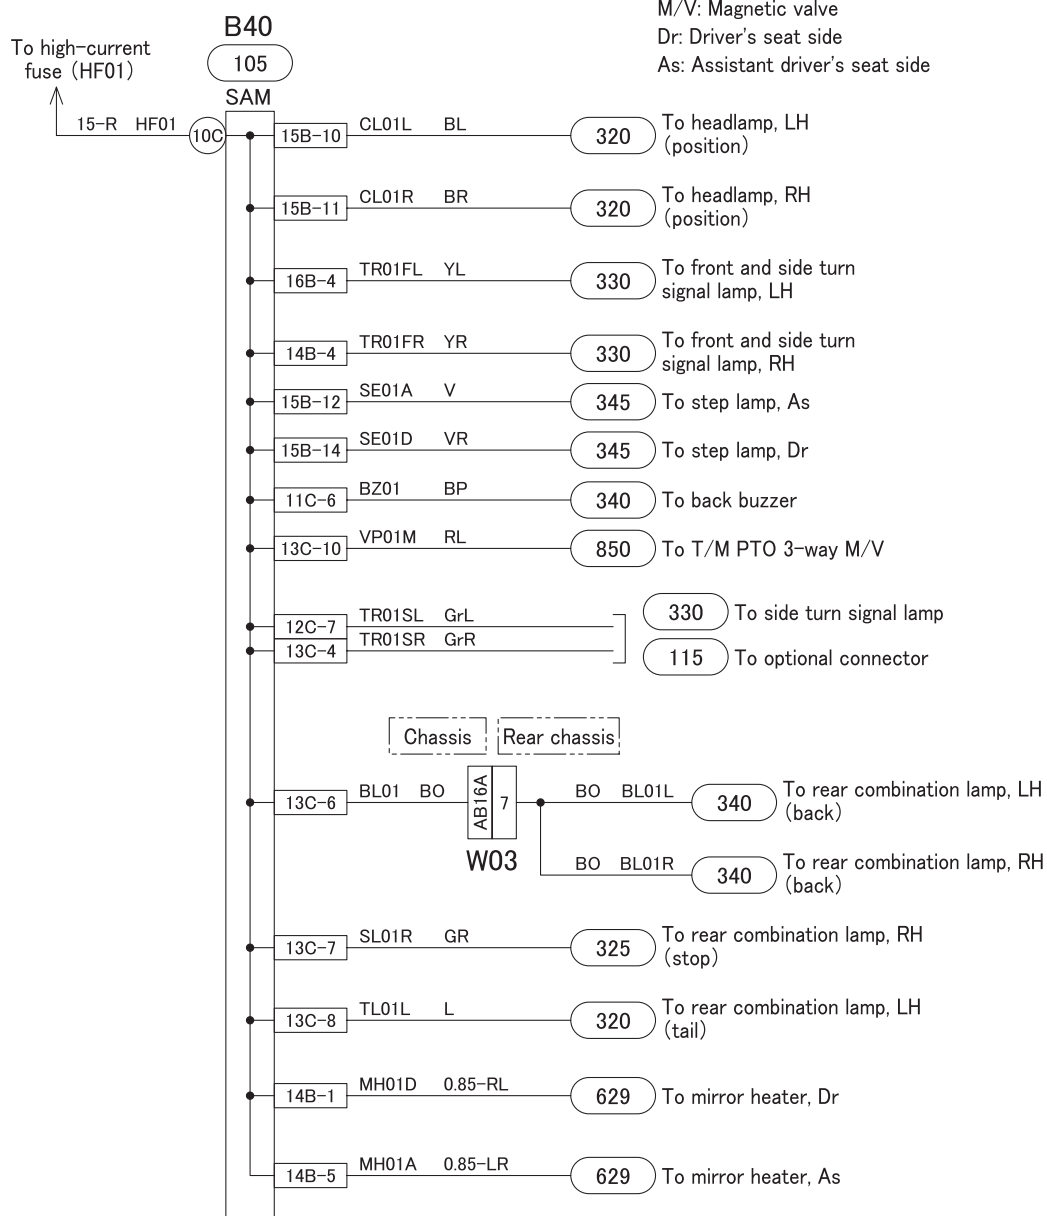 M/V: Magnetic valve
Dr: Driver's seat side
As: Assistant driver's seat side
B40
105
SAM
To high-current
fuse (HF01)
15-R HF01 10C
15B-10 CL01L BL 320 To headlamp, LH
(position)
15B-11 CL01R BR 320 To headlamp, RH
(position)
16B-4 TR01FL YL 330 To front and side turn
signal lamp, LH
14B-4 TR01FR YR 330 To front and side turn
signal lamp, RH
15B-12 SE01A V 345 To step lamp, As
15B-14 SE01D VR 345 To step lamp, Dr
11C-6 BZ01 BP 340 To back buzzer
13C-10 VP01M RL 850 To T/M PTO 3-way M/V
12C-7 TR01SL GrL 330 To side turn signal lamp
13C-4 TR01SR GrR 115 To optional connector
Chassis Rear chassis
13C-6 BL01 BO AB16A 7 BO BL01L 340 To rear combination lamp, LH
(back)
W03
BO BL01R 340 To rear combination lamp, RH
(back)
13C-7 SL01R GR 325 To rear combination lamp, RH
(stop)
13C-8 TL01L L 320 To rear combination lamp, LH
(tail)
14B-1 MH01D 0.85-RL 629 To mirror heater, Dr
14B-5 MH01A 0.85-LR 629 To mirror heater, As